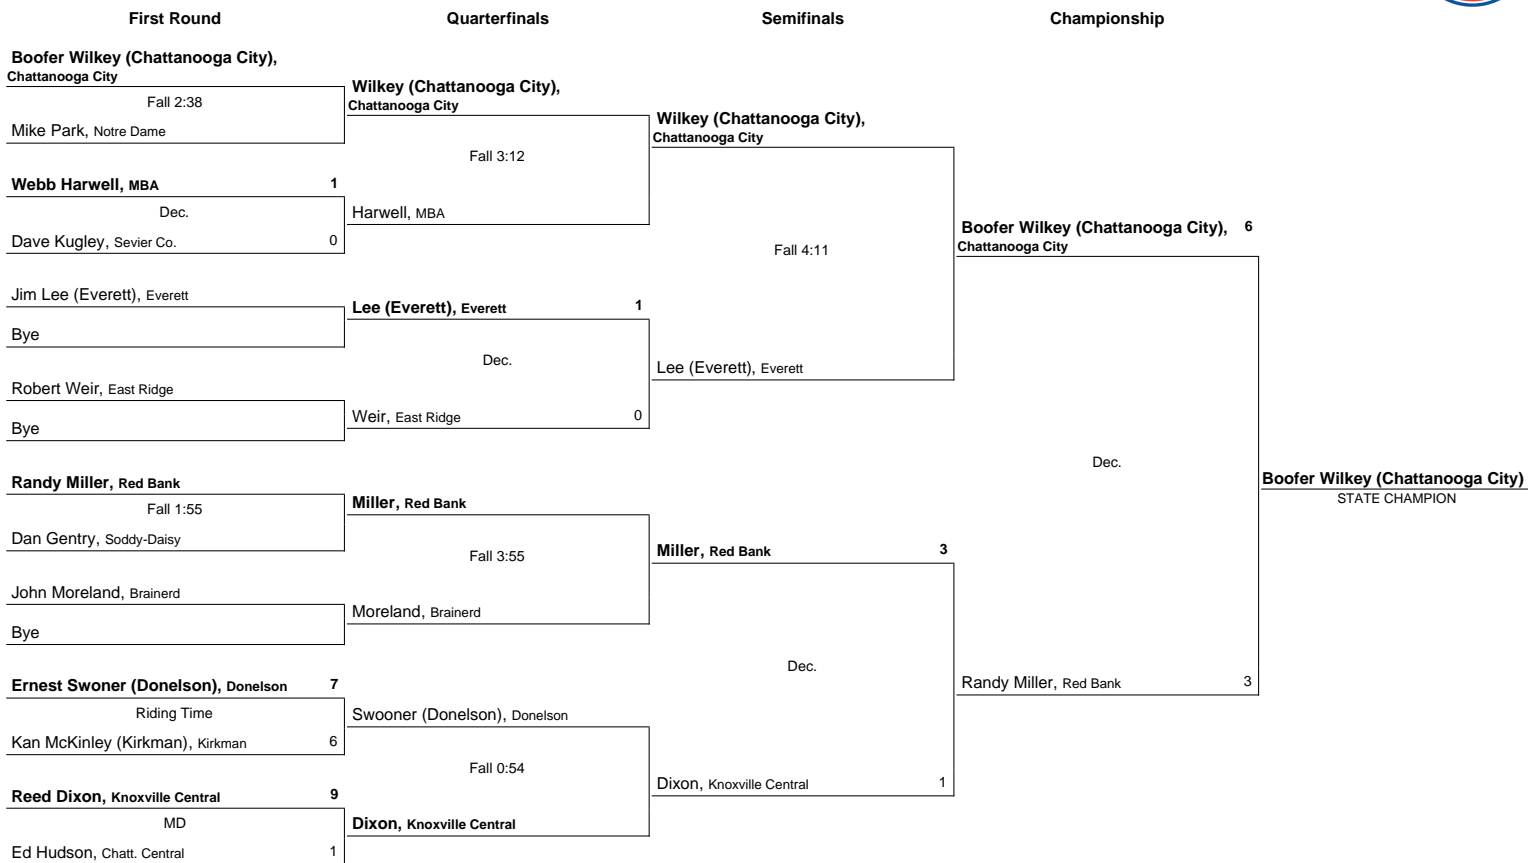 First Round
Quarterfinals
Semifinals
Championship
Boofer Wilkey (Chattanooga City),
Chattanooga City
Fall 2:38
Mike Park, Notre Dame
Webb Harwell, MBA 1
Dec.
Dave Kugley, Sevier Co. 0
Jim Lee (Everett), Everett
Bye
Robert Weir, East Ridge
Bye
Randy Miller, Red Bank
Fall 1:55
Dan Gentry, Soddy-Daisy
John Moreland, Brainerd
Bye
Ernest Swoner (Donelson), Donelson 7
Riding Time
Kan McKinley (Kirkman), Kirkman 6
Reed Dixon, Knoxville Central 9
MD
Ed Hudson, Chatt. Central 1
Wilkey (Chattanooga City),
Chattanooga City
Fall 3:12
Harwell, MBA
Lee (Everett), Everett 1
Dec.
Weir, East Ridge 0
Miller, Red Bank
Fall 3:55
Moreland, Brainerd
Swooner (Donelson), Donelson
Fall 0:54
Dixon, Knoxville Central
Wilkey (Chattanooga City),
Chattanooga City
Fall 4:11
Lee (Everett), Everett
Miller, Red Bank 3
Dec.
Dixon, Knoxville Central 1
Boofer Wilkey (Chattanooga City), 6
Chattanooga City
Dec.
Randy Miller, Red Bank 3
Boofer Wilkey (Chattanooga City)
STATE CHAMPION